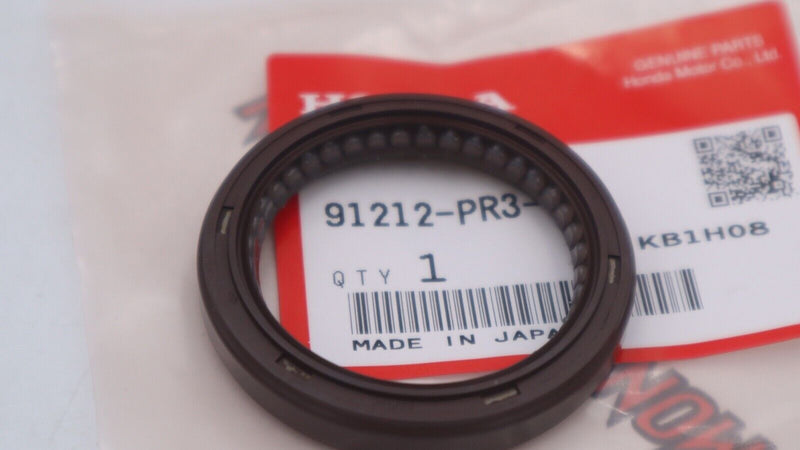 GENUINE PARTS
Honda Motor Co., Ltd.
91212-PR3-
KB1H08
QTY 1
MADE IN JAPA